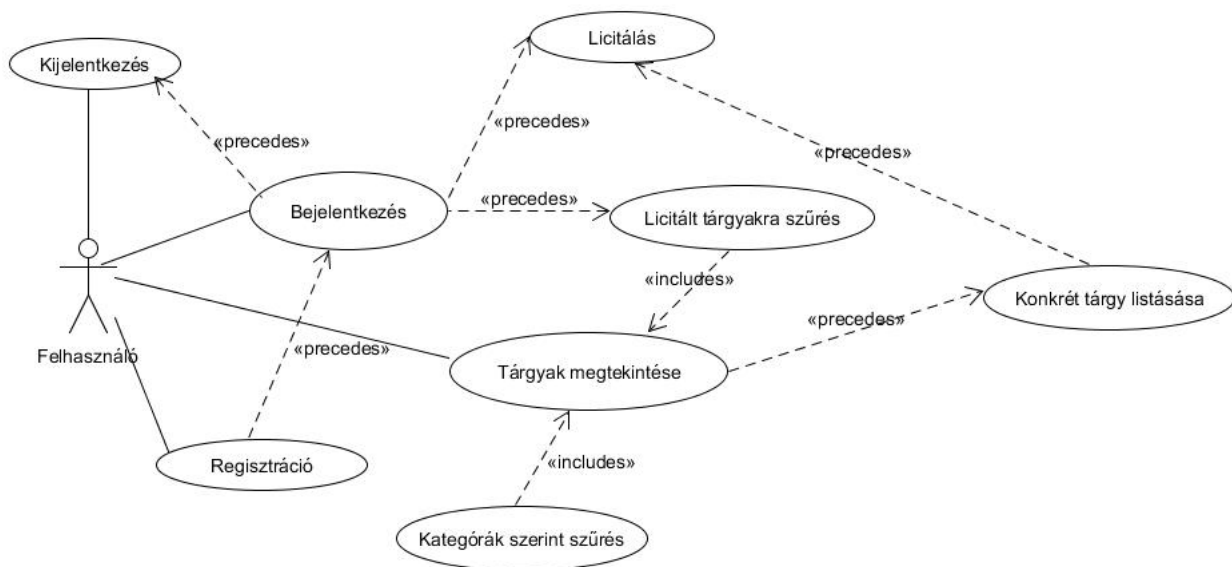 Licitálás
Kijelentkezés
«precedes»
«precedes»
«precedes»
«precedes»
Bejelentkezés
Licitált tárgyakra szűrés
«includes»
Konkrét tárgy listásása
«precedes»
Felhasználó
«precedes»
Tárgyak megtekintése
Regisztráció
«includes»
Kategórák szerint szűrés